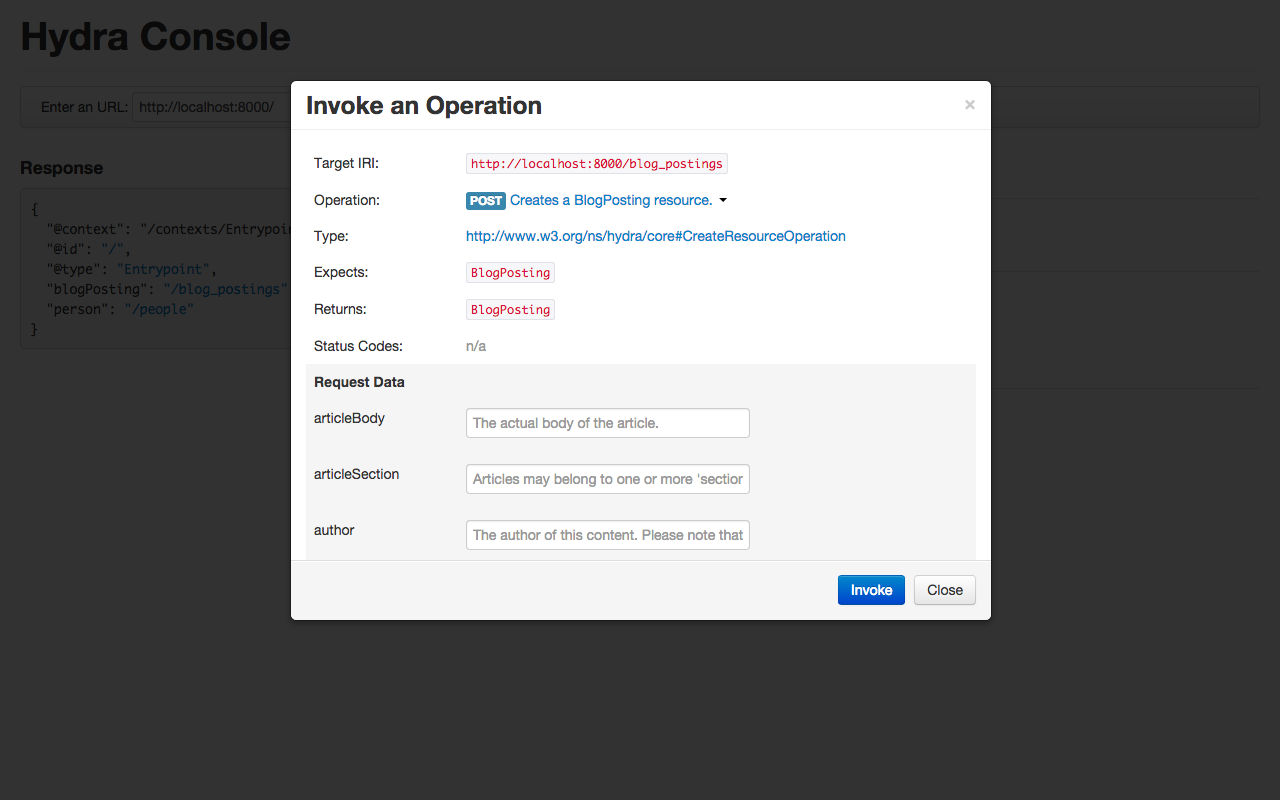 Hydra Console
Enter an URL: http://localhost:8000/
Response
{
"@context": "/contexts/
"@id": "/",
"@type": "Entrypoint",
"blogPosting": "/blog_postings"
"person": "/people"
}
Invoke an Operation ×
Target IRI: http://localhost:8000/blog_postings
Operation: POST Creates a BlogPosting resource.
Type: http://www.w3.org/ns/hydra/core#CreateResourceOperation
Expects: BlogPosting
Returns: BlogPosting
Status Codes: n/a
Request Data
articleBody The actual body of the article.
articleSection Articles may belong to one or more
author The author of this content. Please note that
Invoke Close